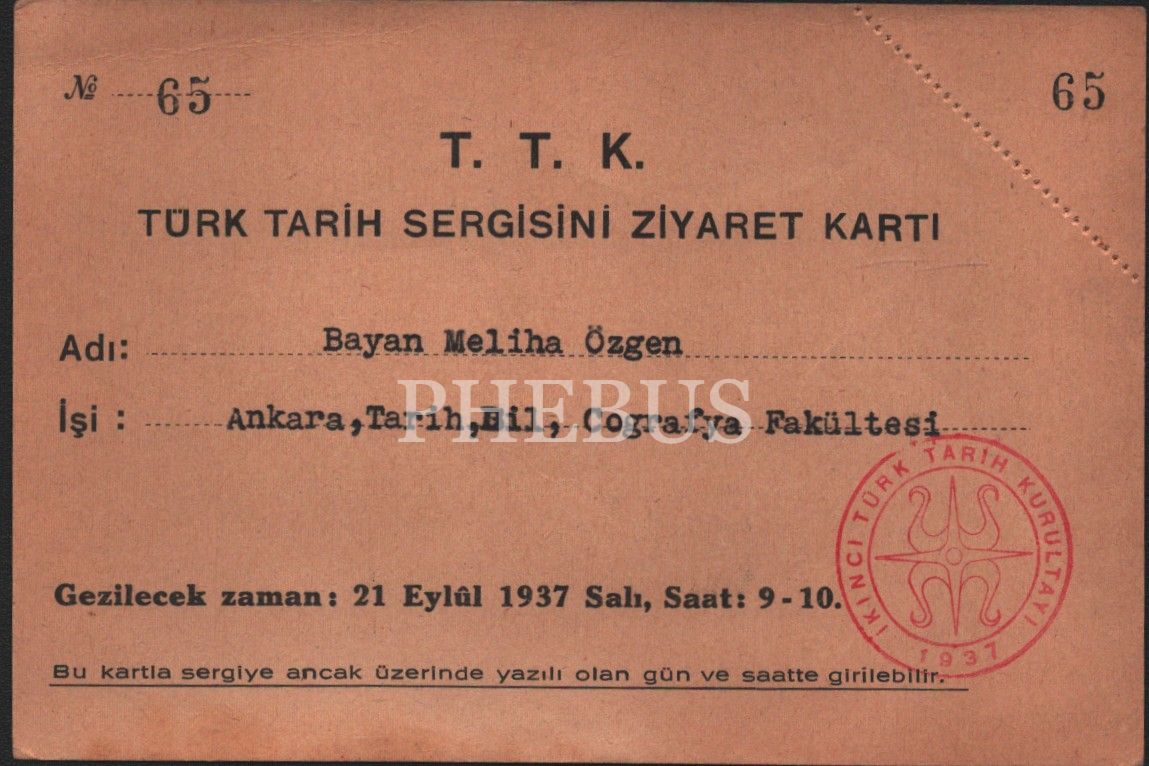 № 65
65
T. T. K.
TÜRK TARİH SERGİSİNİ ZİYARET KARTI
Adı: Bayan Meliha Özgen
İşi : Ankara,Tarih,Dil, Cografya Fakültesi
PHEBUS
İKİNCİ TÜRK TARİH KURULTAYI
1937
Gezilecek zaman: 21 Eylûl 1937 Salı, Saat: 9-10.
Bu kartla sergiye ancak üzerinde yazılı olan gün ve saatte girilebilir.